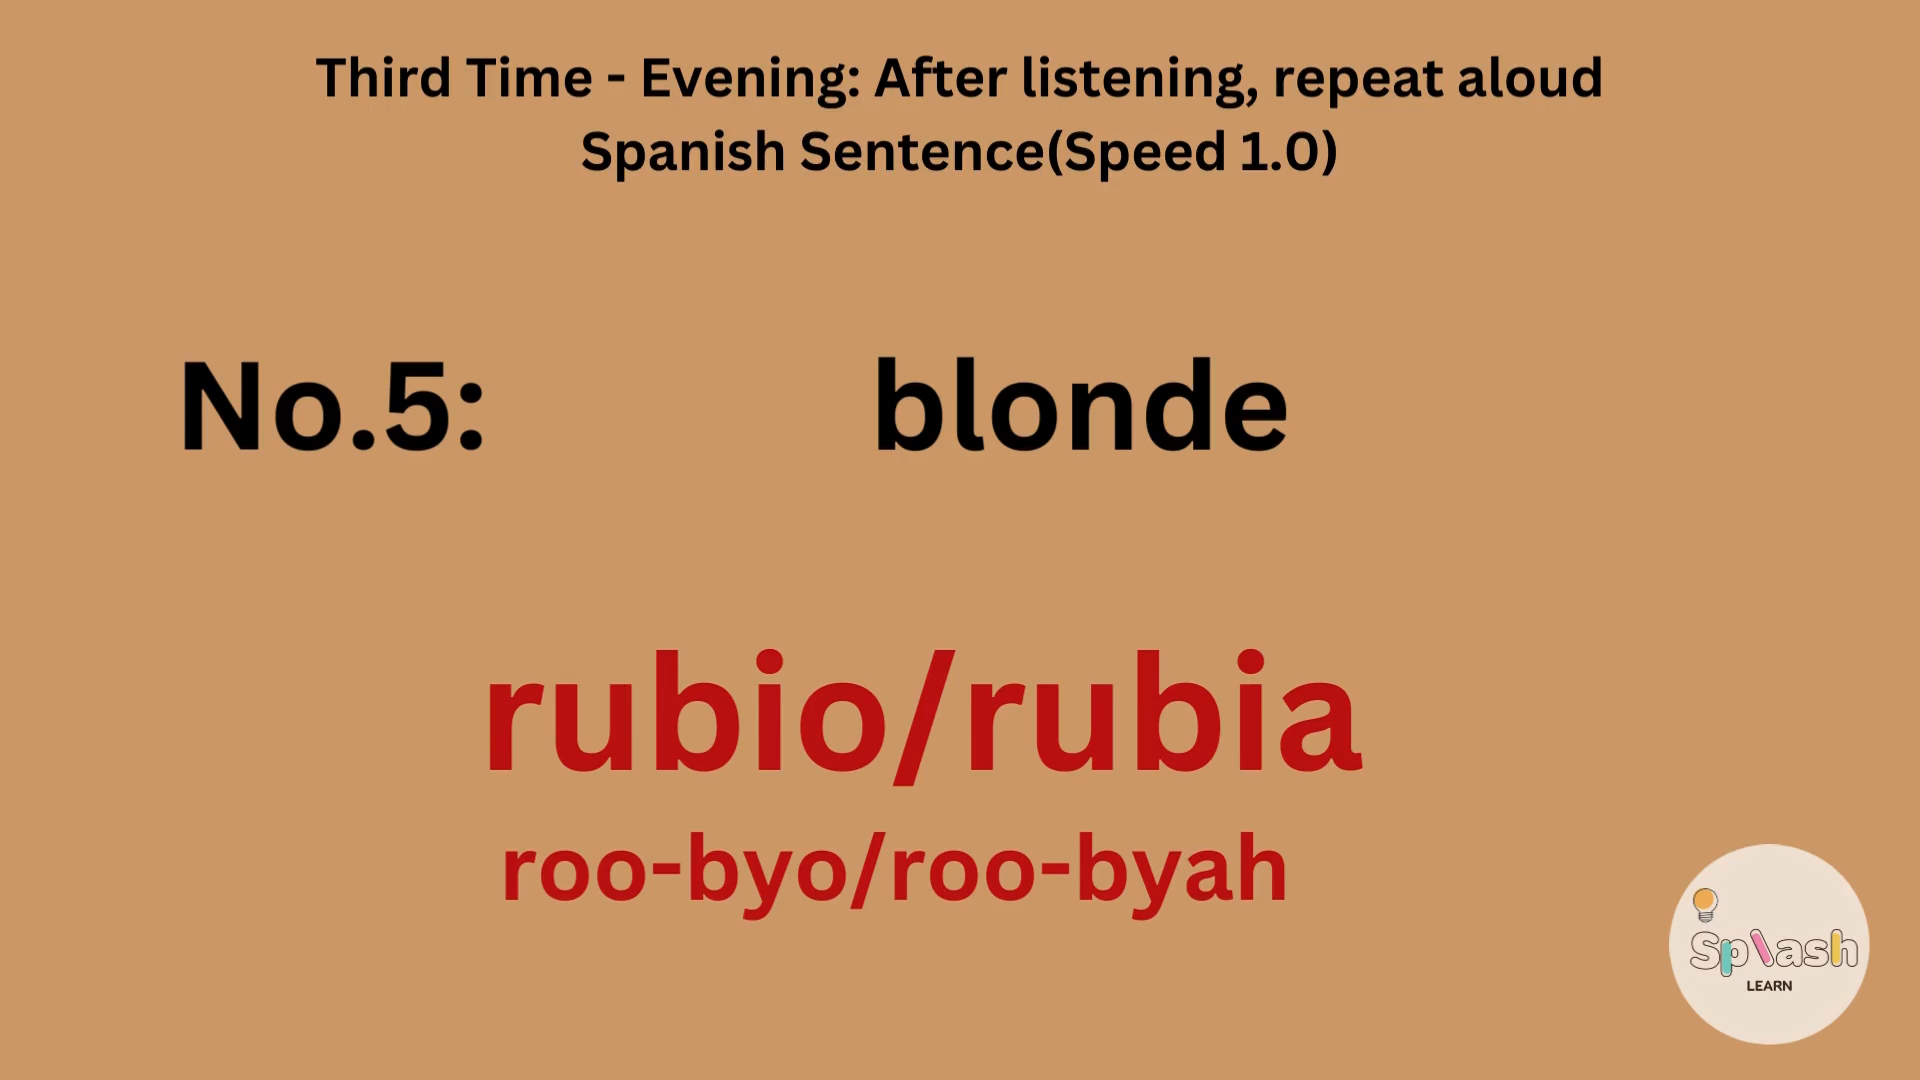 Third Time - Evening: After listening, repeat aloud
Spanish Sentence(Speed 1.0)
No.5: blonde
rubio/rubia
roo-byo/roo-byah
Splash
LEARN